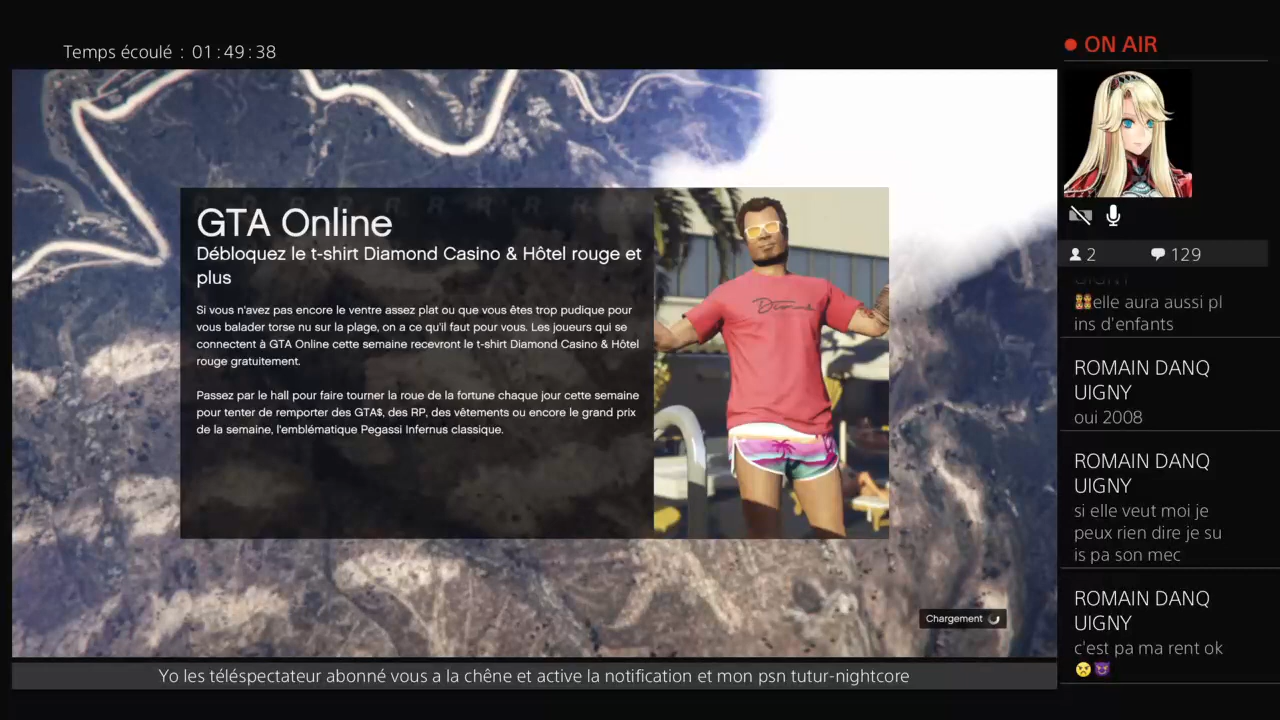 Temps écoulé : 01:49:38
ON AIR
GTA Online
Débloquez le t-shirt Diamond Casino & Hôtel rouge et
plus
Si vous n'avez pas encore le ventre assez plat ou que vous êtes trop pudique pour
vous balader torse nu sur la plage, on a ce qu'il faut pour vous. Les joueurs qui se
connectent à GTA Online cette semaine recevront le t-shirt Diamond Casino & Hôtel
rouge gratuitement.
Passez par le hall pour faire tourner la roue de la fortune chaque jour cette semaine
pour tenter de remporter des GTA$, des RP, des vêtements ou encore le grand prix
de la semaine, l'emblématique Pegassi Infernus classique.
Chargement
Yo les téléspectateur abonné vous a la chêne et active la notification et mon psn tutur-nightcore
2 129
UIGNY
👯elle aura aussi pl
ins d'enfants
ROMAIN DANQ
UIGNY
oui 2008
ROMAIN DANQ
UIGNY
si elle veut moi je
peux rien dire je su
is pa son mec
ROMAIN DANQ
UIGNY
c'est pa ma rent ok
😠😈